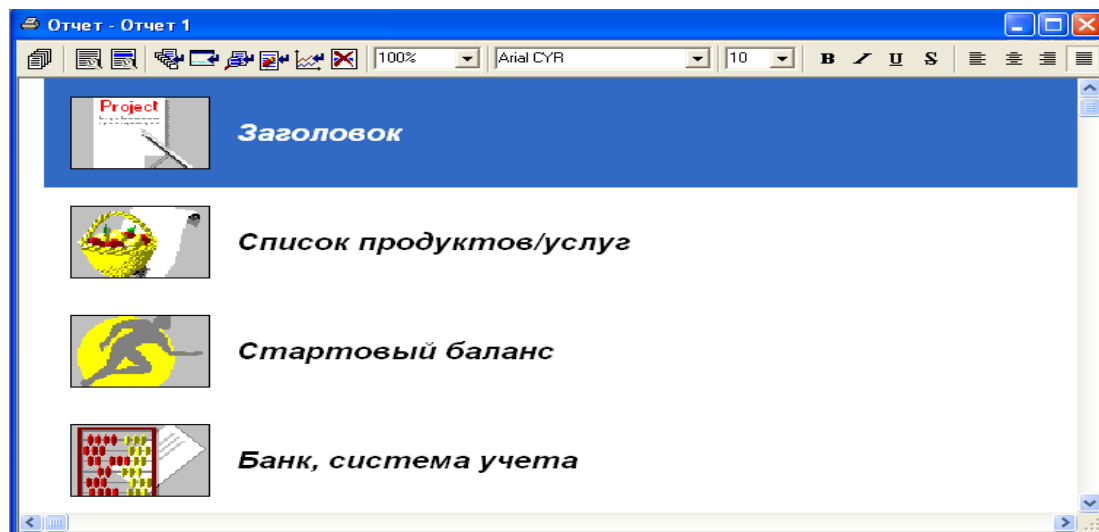 Отчет - Отчет 1
100% Arial CYR 10 B I U S
Project
Заголовок
Список продуктов/услуг
Стартовый баланс
Банк, система учета